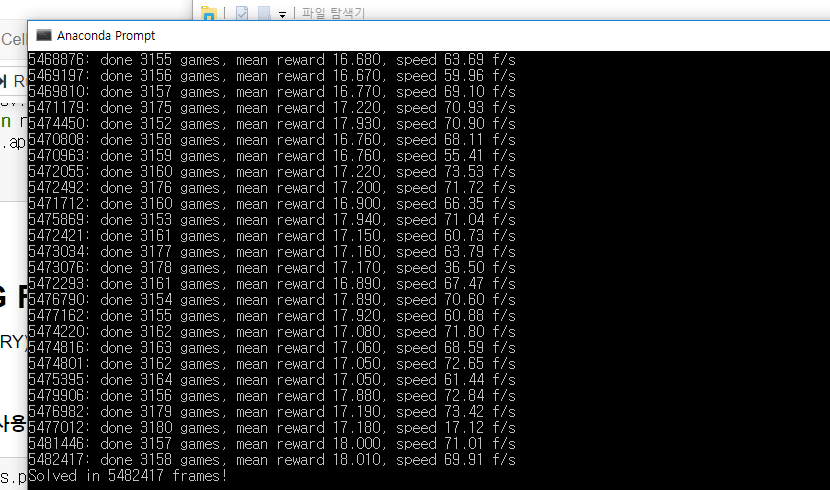 파일 탐색기
Anaconda Prompt
Cell
5468876: done 3155 games, mean reward 16.680, speed 63.69 f/s
5469197: done 3156 games, mean reward 16.670, speed 59.96 f/s
5469810: done 3157 games, mean reward 16.770, speed 69.10 f/s
5471179: done 3175 games, mean reward 17.220, speed 70.93 f/s
5474450: done 3152 games, mean reward 17.930, speed 70.90 f/s
5470808: done 3158 games, mean reward 16.760, speed 68.11 f/s
5470963: done 3159 games, mean reward 16.760, speed 55.41 f/s
5472055: done 3160 games, mean reward 17.220, speed 73.53 f/s
5472492: done 3176 games, mean reward 17.200, speed 71.72 f/s
5471712: done 3160 games, mean reward 16.900, speed 66.35 f/s
5475869: done 3153 games, mean reward 17.940, speed 71.04 f/s
5472421: done 3161 games, mean reward 17.150, speed 60.73 f/s
5473034: done 3177 games, mean reward 17.160, speed 63.79 f/s
5473076: done 3178 games, mean reward 17.170, speed 36.50 f/s
5472293: done 3161 games, mean reward 16.890, speed 67.47 f/s
5476790: done 3154 games, mean reward 17.890, speed 70.60 f/s
5477162: done 3155 games, mean reward 17.920, speed 60.88 f/s
5474220: done 3162 games, mean reward 17.080, speed 71.80 f/s
5474816: done 3163 games, mean reward 17.060, speed 68.59 f/s
5474801: done 3162 games, mean reward 17.050, speed 72.65 f/s
5475395: done 3164 games, mean reward 17.050, speed 61.44 f/s
5479906: done 3156 games, mean reward 17.880, speed 72.84 f/s
5476982: done 3179 games, mean reward 17.190, speed 73.42 f/s
5477012: done 3180 games, mean reward 17.180, speed 17.12 f/s
5481446: done 3157 games, mean reward 18.000, speed 71.01 f/s
5482417: done 3158 games, mean reward 18.010, speed 69.91 f/s
Solved in 5482417 frames!
.ap
RY)
사용
s.p